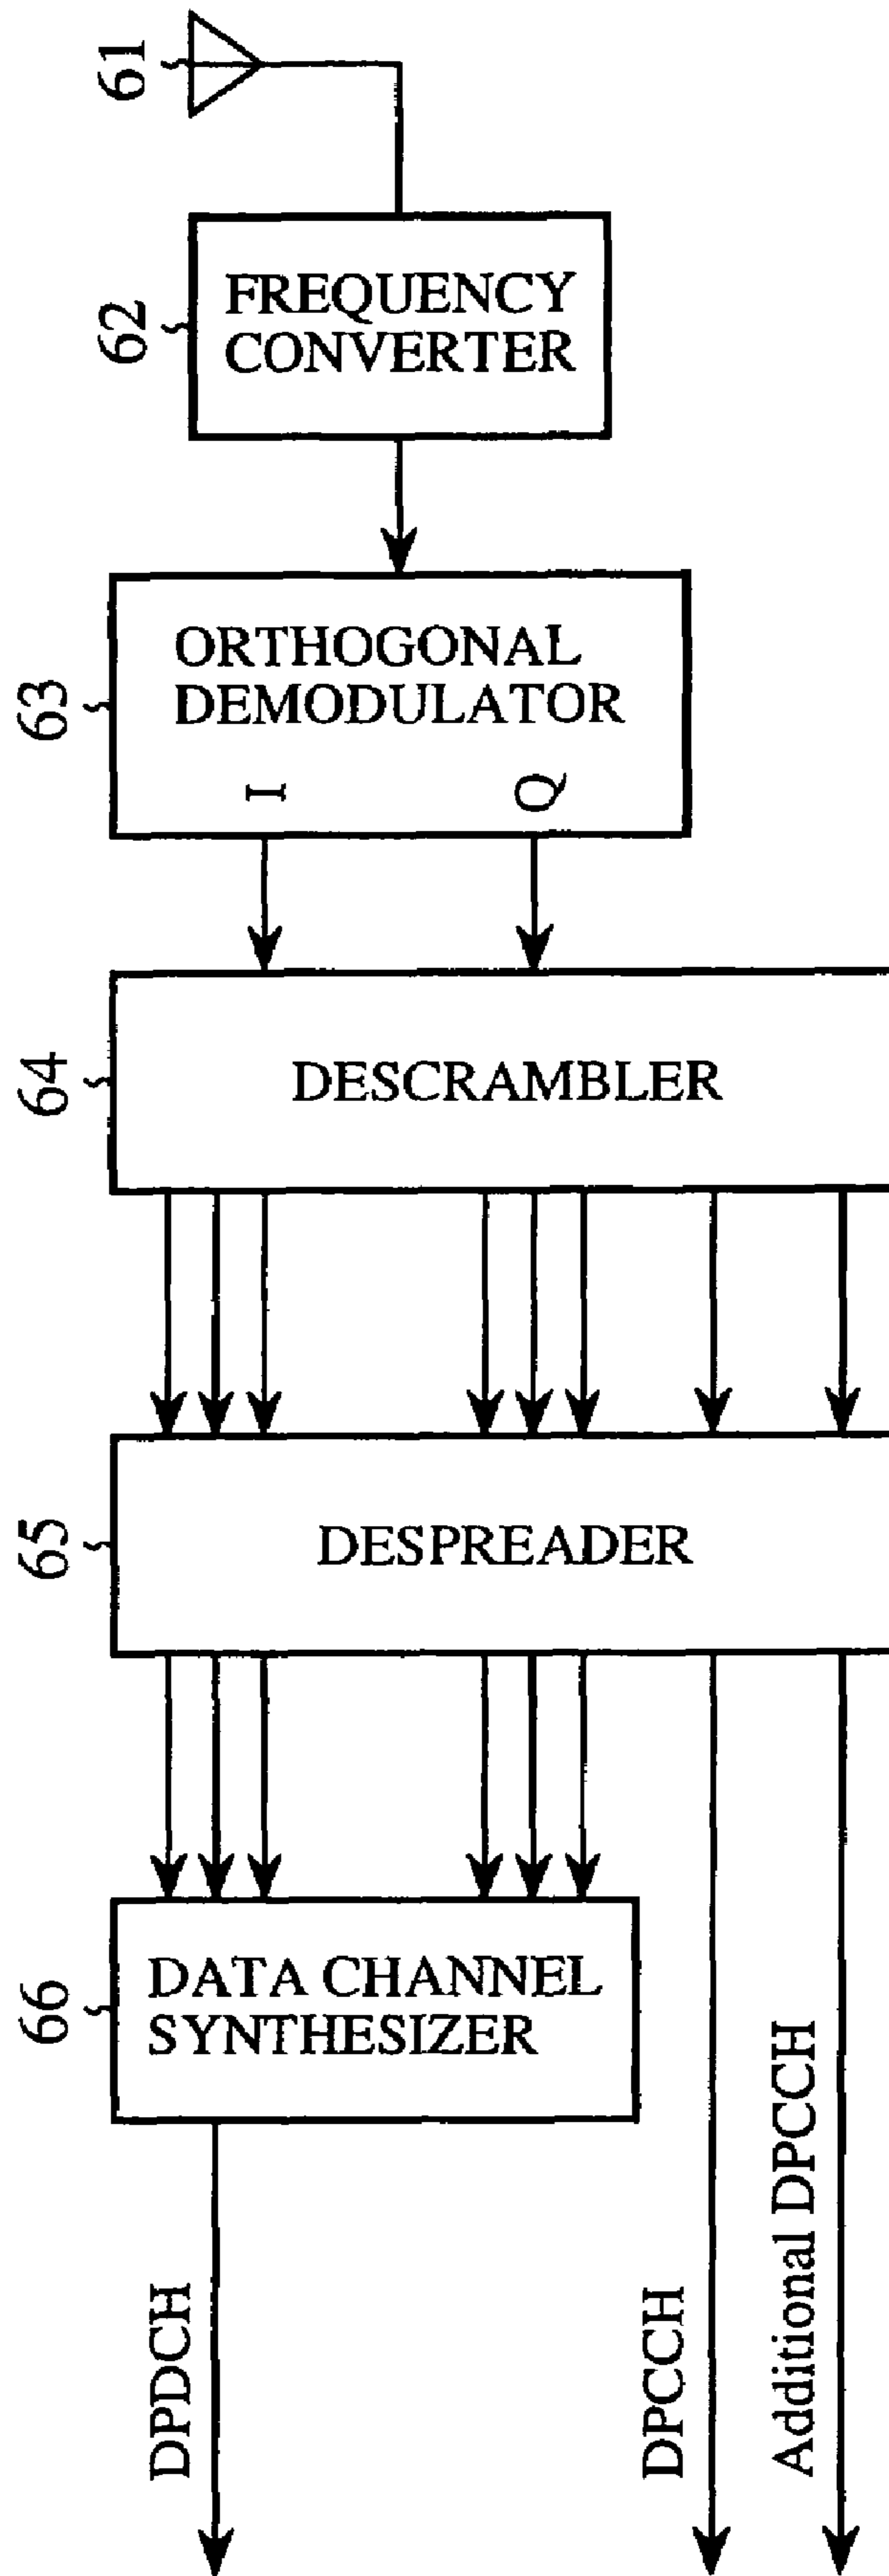 61
62
FREQUENCY
CONVERTER
63
ORTHOGONAL
DEMODULATOR
I
Q
64
DESCRAMBLER
65
DESPREADER
66
DATA CHANNEL
SYNTHESIZER
DPDCH
DPCCH
Additional DPCCH